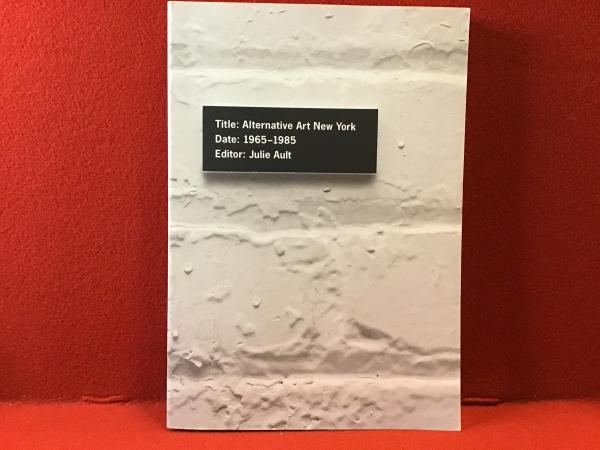 Title: Alternative Art New York
Date: 1965–1985
Editor: Julie Ault